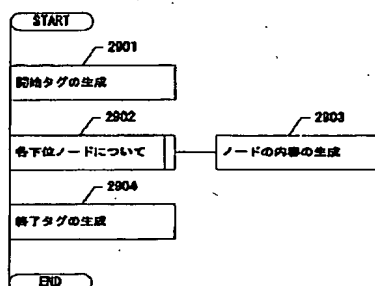 START
2901
開始タグの生成
2902
各下位ノードについて
2903
ノードの内容の生成
2904
終了タグの生成
END